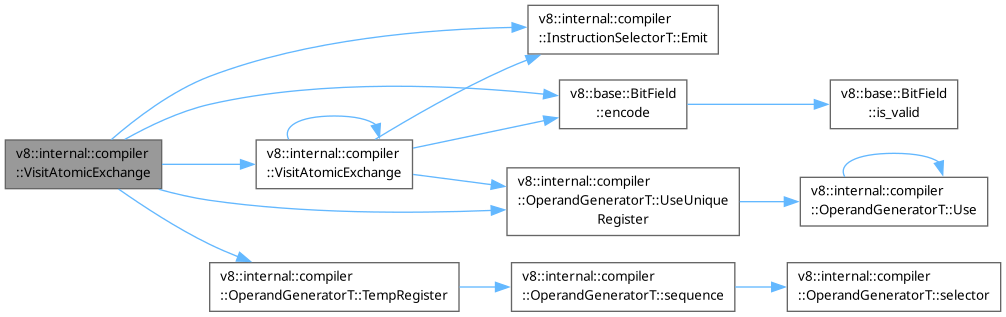 v8::internal::compiler
::InstructionSelectorT::Emit
v8::base::BitField
::encode
v8::base::BitField
::is_valid
v8::internal::compiler
::VisitAtomicExchange
v8::internal::compiler
::VisitAtomicExchange
v8::internal::compiler
::OperandGeneratorT::UseUnique
Register
v8::internal::compiler
::OperandGeneratorT::Use
v8::internal::compiler
::OperandGeneratorT::TempRegister
v8::internal::compiler
::OperandGeneratorT::sequence
v8::internal::compiler
::OperandGeneratorT::selector